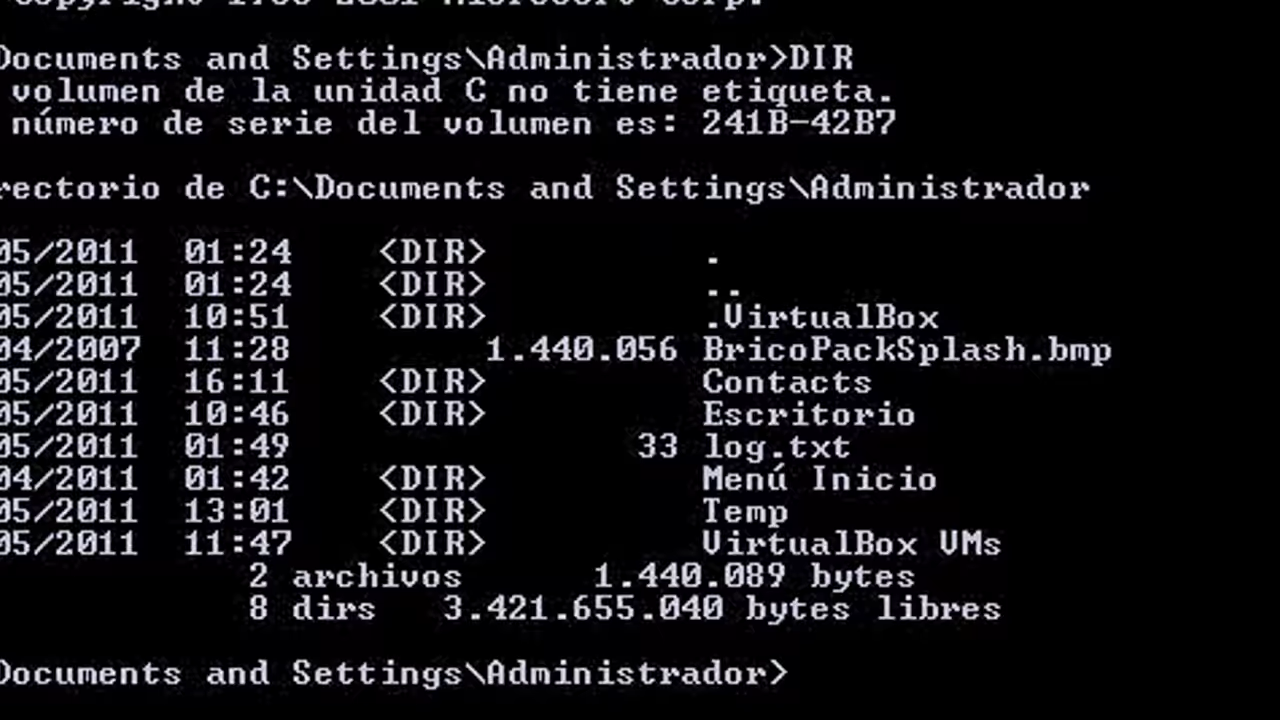 Documents and Settings\Administrador>DIR
volumen de la unidad C no tiene etiqueta.
número de serie del volumen es: 241B-42B7
rectorio de C:\Documents and Settings\Administrador
05/2011 01:24 <DIR> .
05/2011 01:24 <DIR> ..
05/2011 10:51 <DIR> .VirtualBox
04/2007 11:28 1.440.056 BricoPackSplash.bmp
05/2011 16:11 <DIR> Contacts
05/2011 10:46 <DIR> Escritorio
05/2011 01:49 33 log.txt
04/2011 01:42 <DIR> Menú Inicio
05/2011 13:01 <DIR> Temp
05/2011 11:47 <DIR> VirtualBox VMs
2 archivos 1.440.089 bytes
8 dirs 3.421.655.040 bytes libres
Documents and Settings\Administrador>